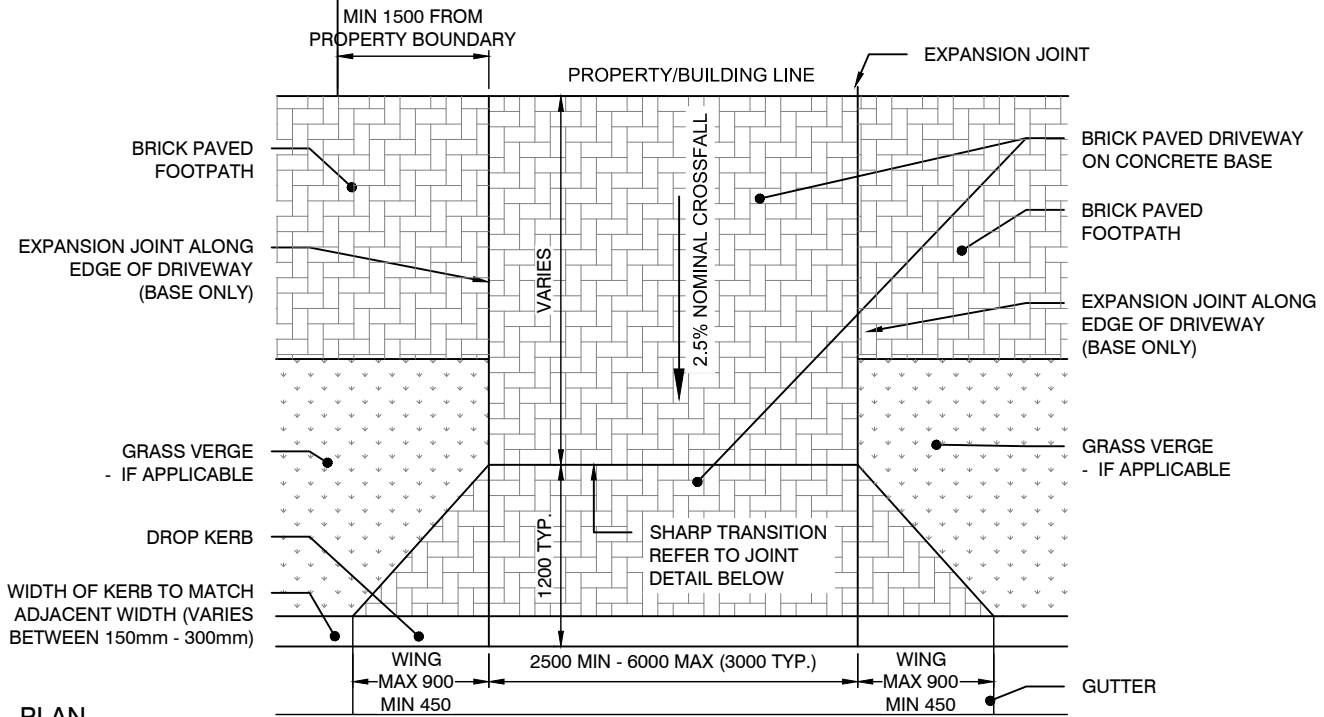 MIN 1500 FROM
PROPERTY BOUNDARY
EXPANSION JOINT
PROPERTY/BUILDING LINE
BRICK PAVED
FOOTPATH
EXPANSION JOINT ALONG
EDGE OF DRIVEWAY
(BASE ONLY)
GRASS VERGE
- IF APPLICABLE
DROP KERB
WIDTH OF KERB TO MATCH
ADJACENT WIDTH (VARIES
BETWEEN 150mm - 300mm)
VARIES
2.5% NOMINAL CROSSFALL
1200 TYP.
SHARP TRANSITION
REFER TO JOINT
DETAIL BELOW
BRICK PAVED DRIVEWAY
ON CONCRETE BASE
BRICK PAVED
FOOTPATH
EXPANSION JOINT ALONG
EDGE OF DRIVEWAY
(BASE ONLY)
GRASS VERGE
- IF APPLICABLE
WING
MAX 900
MIN 450
2500 MIN - 6000 MAX (3000 TYP.)
WING
MAX 900
MIN 450
GUTTER
PLAN